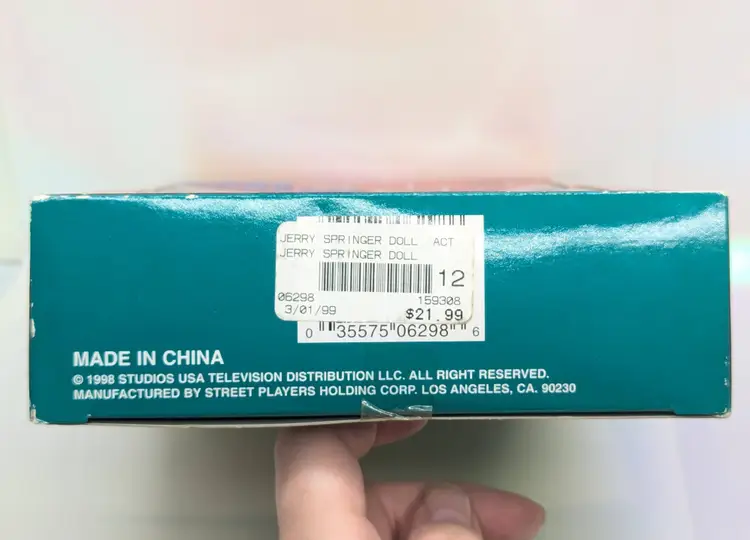 JERRY SPRINGER DOLL ACT
JERRY SPRINGER DOLL
12
06298 159308
3/01/99 $21.99
0 35575 06298 6
MADE IN CHINA
© 1998 STUDIOS USA TELEVISION DISTRIBUTION LLC. ALL RIGHT RESERVED.
MANUFACTURED BY STREET PLAYERS HOLDING CORP. LOS ANGELES, CA. 90230